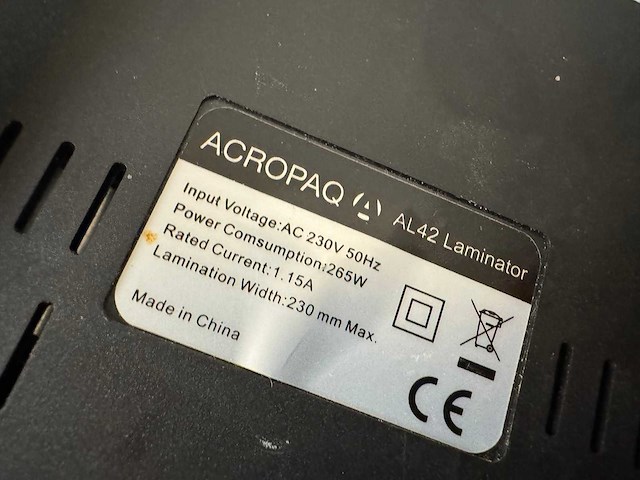 ACROPAQ AL42 Laminator
Input Voltage:AC 230V 50Hz
Power Comsumption:265W
Rated Current:1.15A
Lamination Width:230 mm Max.
Made in China
CE